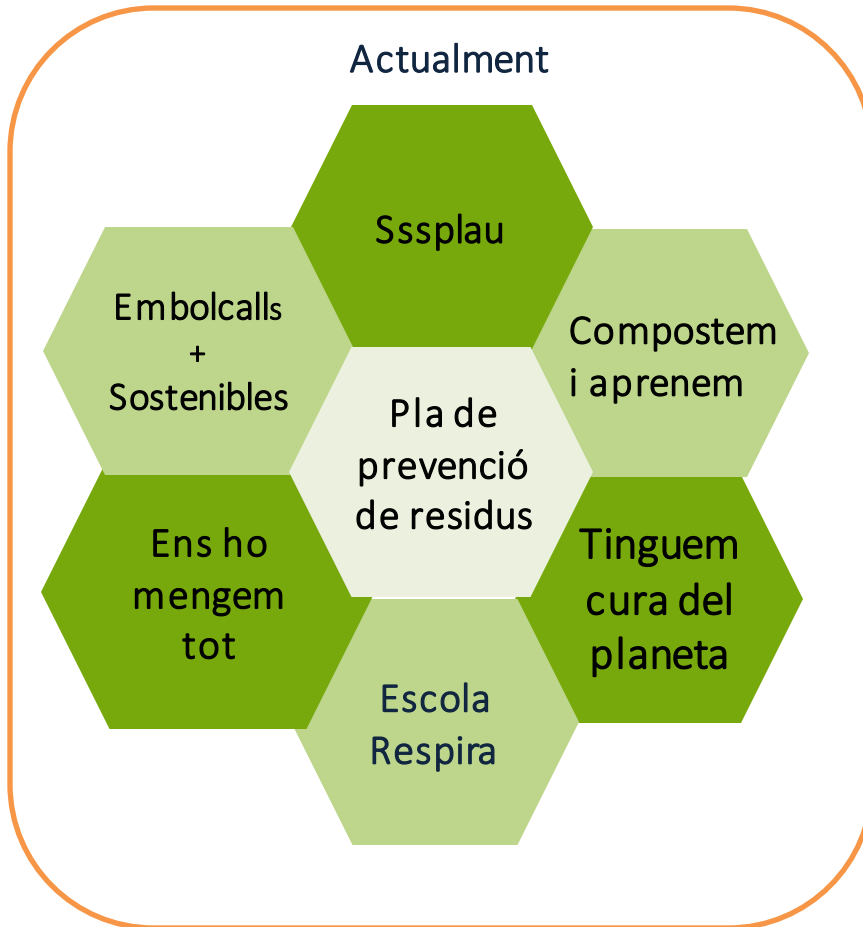 Actualment
Sssplau
Embolcalls
+
Sostenibles
Compostem
i aprenem
Pla de
prevenció
de residus
Ens ho
mengem
tot
Tinguem
cura del
planeta
Escola
Respira